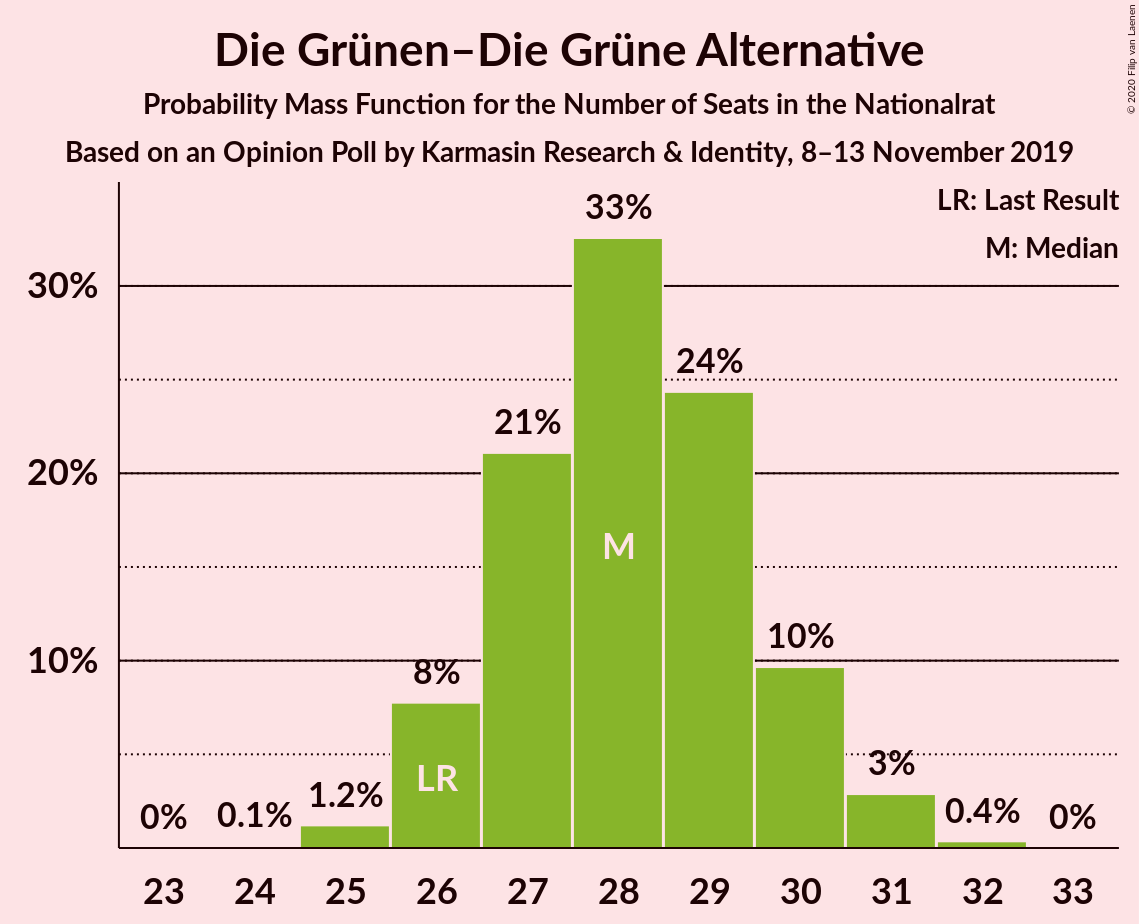 Die Grünen–Die Grüne Alternative
Probability Mass Function for the Number of Seats in the Nationalrat
Based on an Opinion Poll by Karmasin Research & Identity, 8–13 November 2019
© 2020 Filip van Laenen
LR: Last Result
M: Median
33%
30%
24%
21%
20%
M
10%
10%
8%
3%
LR
1.2%
0%
0.1%
0.4%
0%
23 24 25 26 27 28 29 30 31 32 33